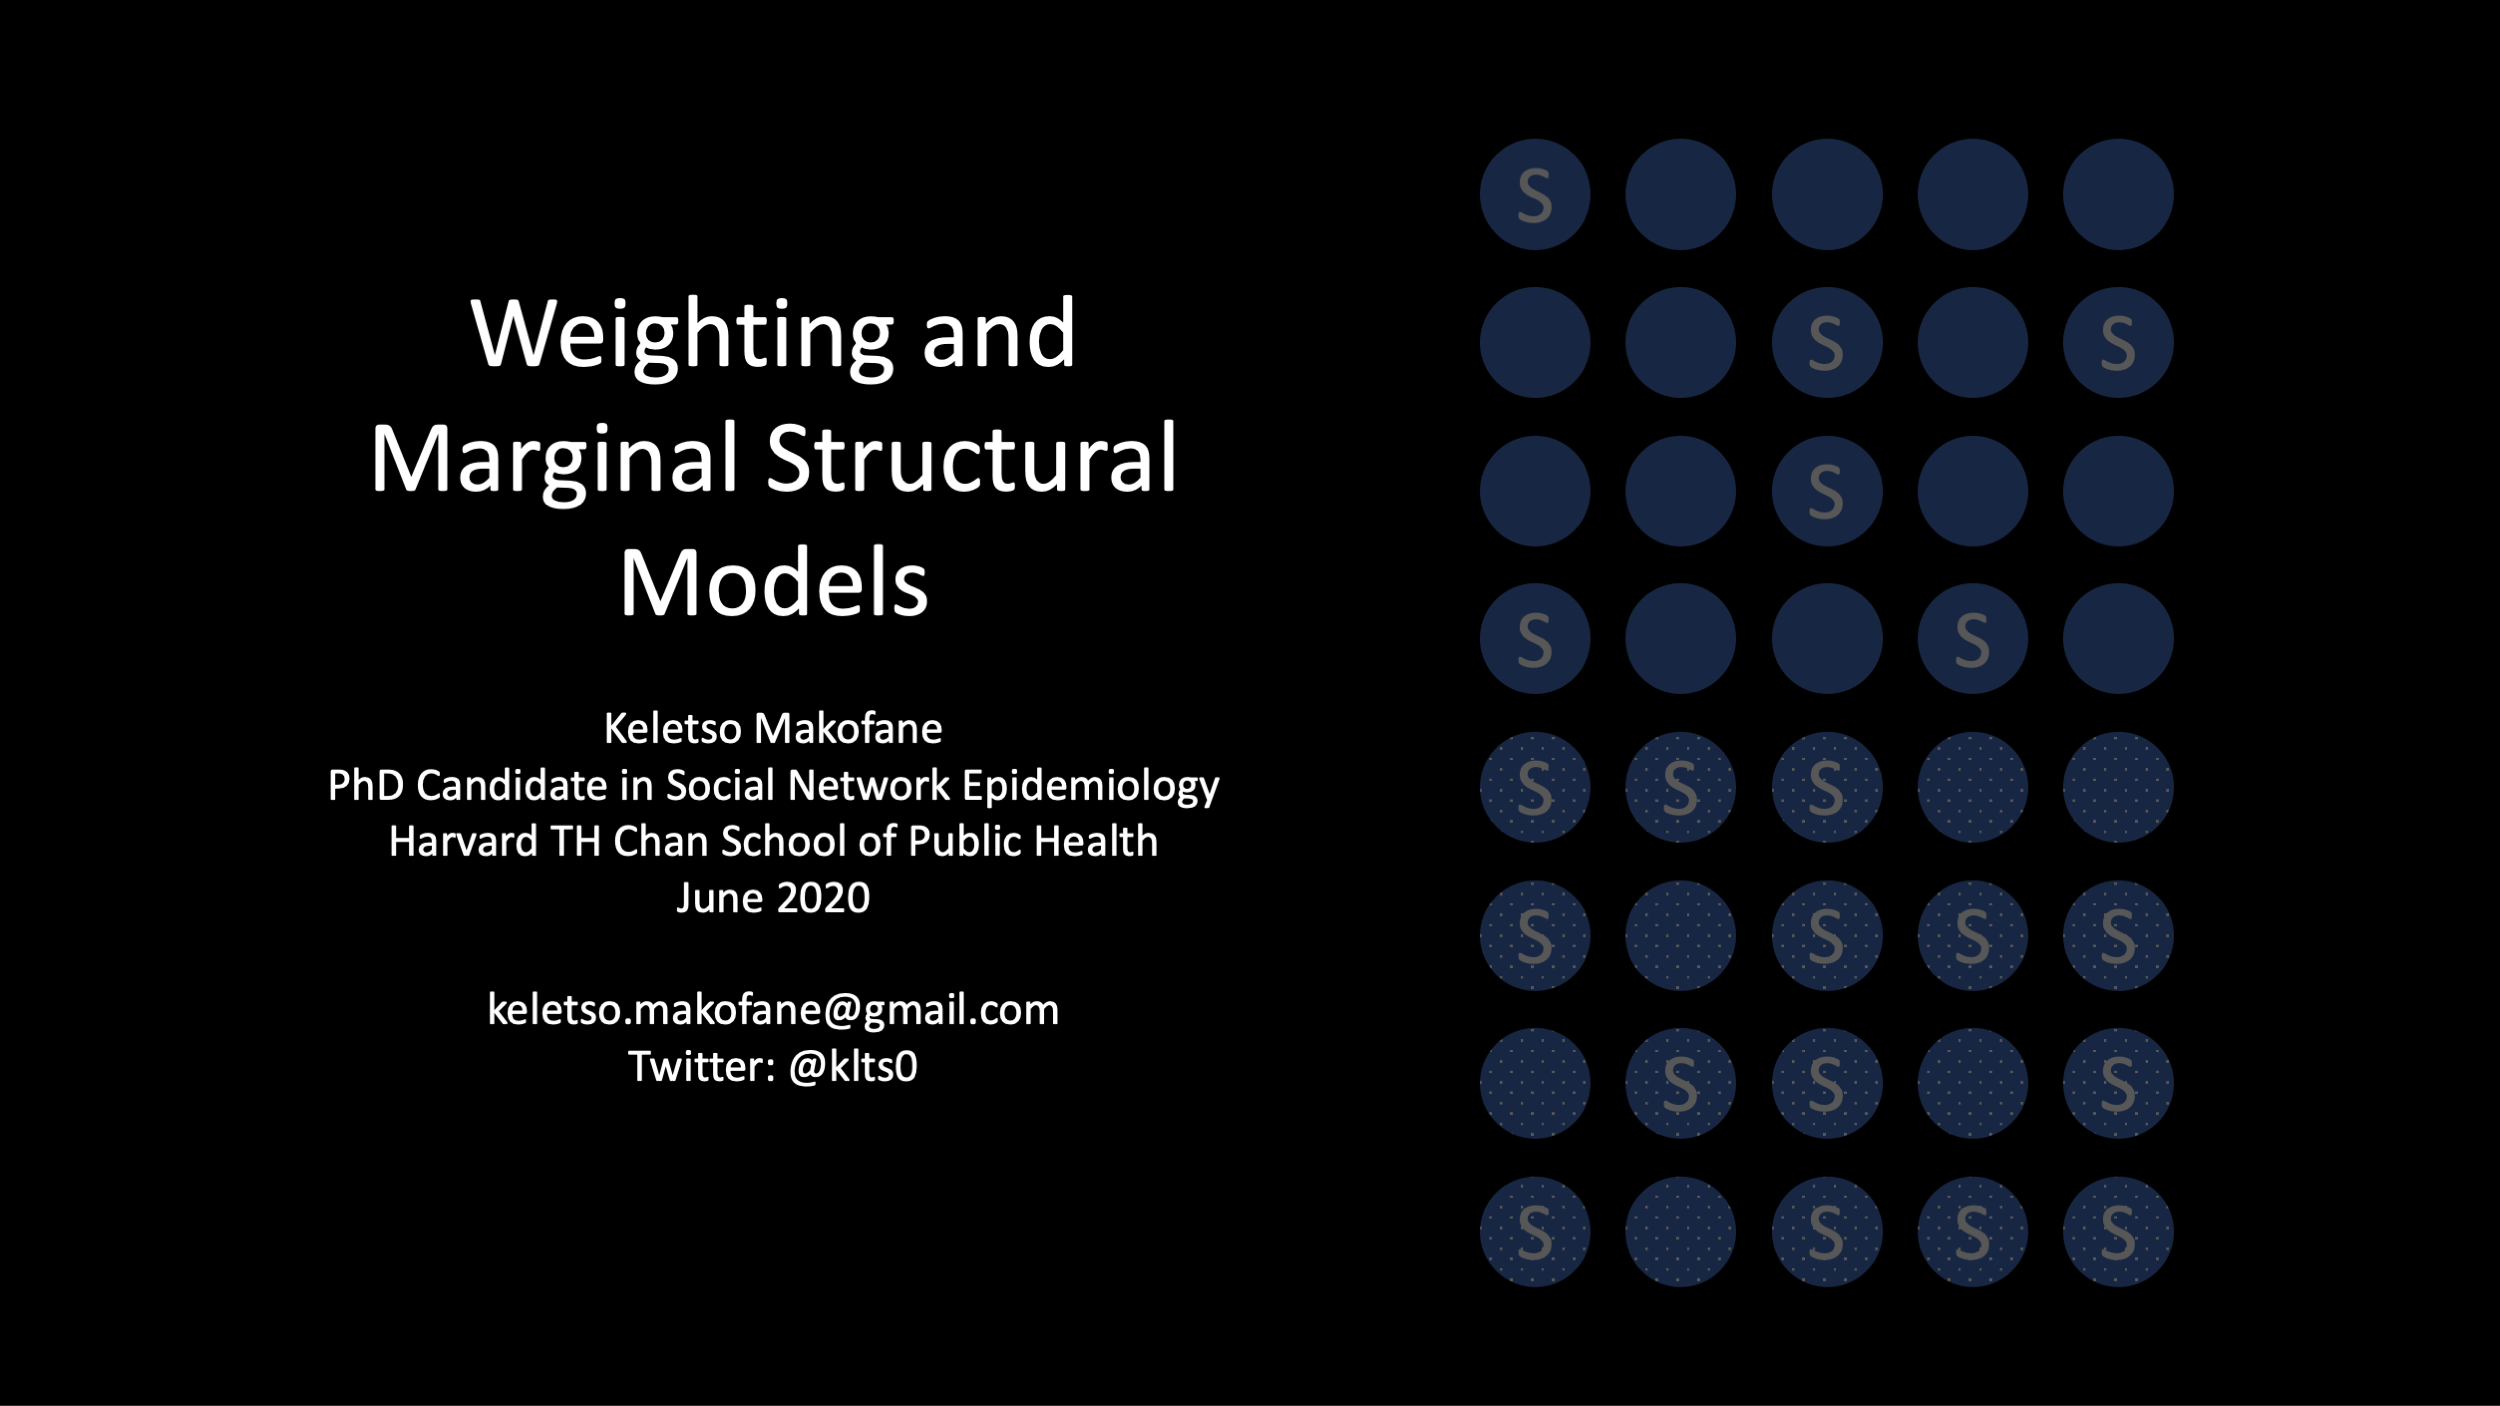 Weighting and
Marginal Structural
Models
Keletso Makofane
PhD Candidate in Social Network Epidemiology
Harvard TH Chan School of Public Health
June 2020
keletso.makofane@gmail.com
Twitter: @klts0
S
S S
S
S S
S S S
S S S S
S S S
S S S S